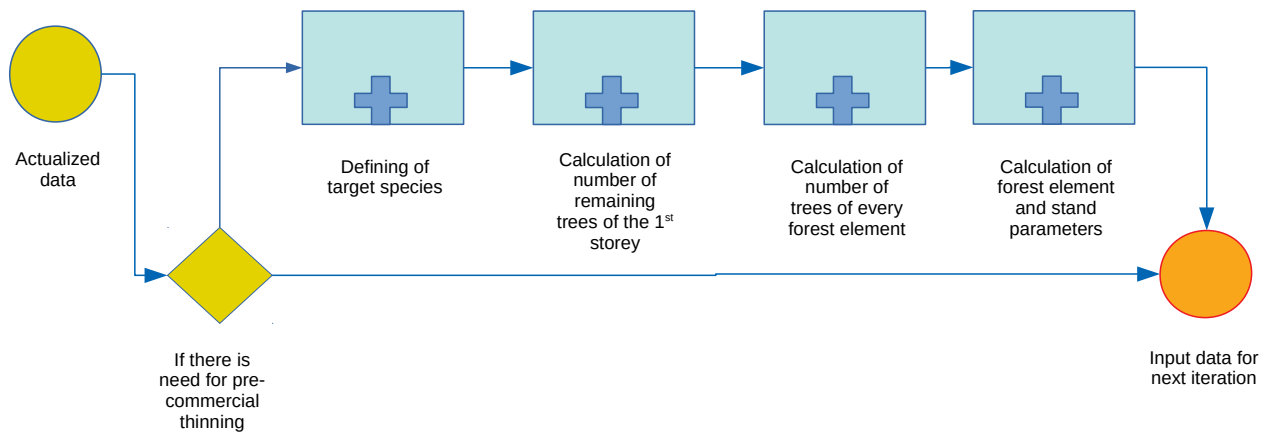 Actualized
data
Defining of
target species
Calculation of
number of
remaining
trees of the 1st
storey
Calculation of
number of
trees of every
forest element
Calculation of
forest element
and stand
parameters
If there is
need for pre-
commercial
thinning
Input data for
next iteration